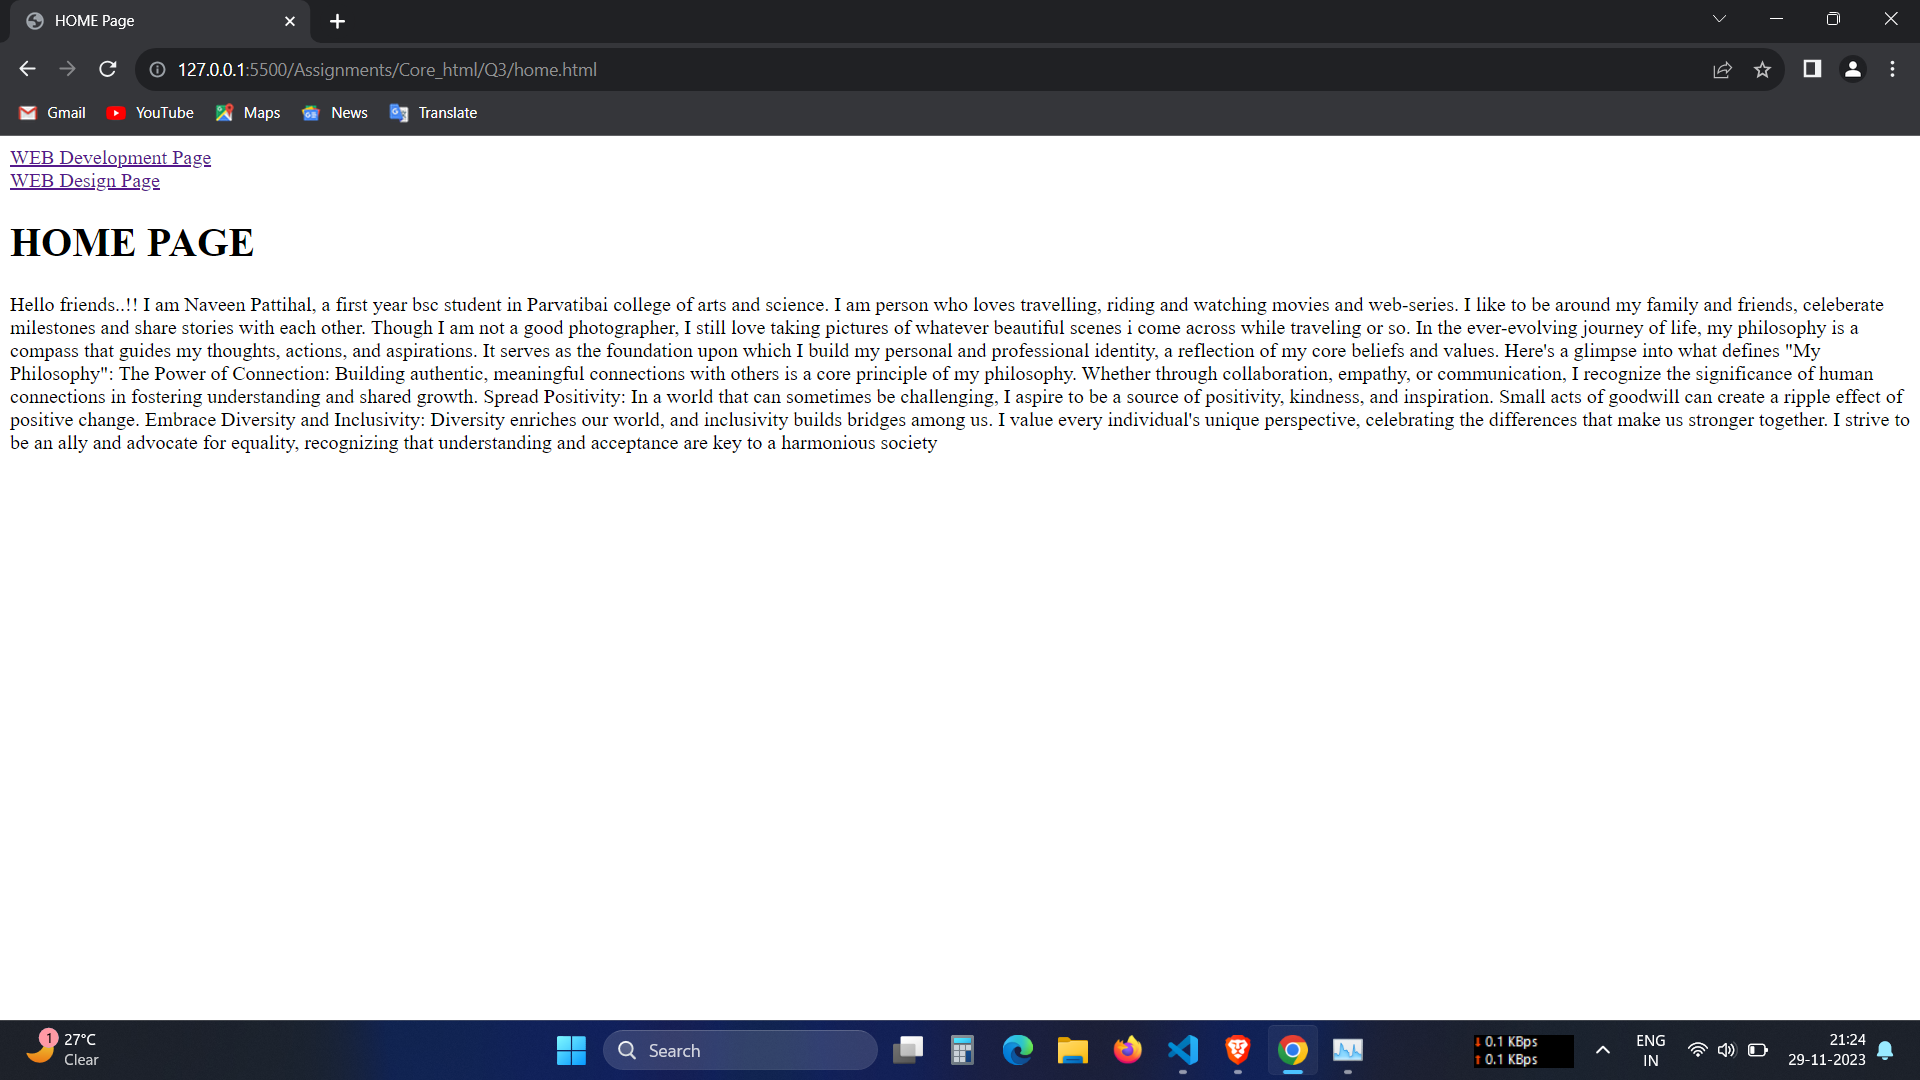 HOME Page
127.0.0.1:5500/Assignments/Core_html/Q3/home.html
Gmail YouTube Maps News Translate
WEB Development Page
WEB Design Page
HOME PAGE
Hello friends..!! I am Naveen Pattihal, a first year bsc student in Parvatibai college of arts and science. I am person who loves travelling, riding and watching movies and web-series. I like to be around my family and friends, celeberate
milestones and share stories with each other. Though I am not a good photographer, I still love taking pictures of whatever beautiful scenes i come across while traveling or so. In the ever-evolving journey of life, my philosophy is a
compass that guides my thoughts, actions, and aspirations. It serves as the foundation upon which I build my personal and professional identity, a reflection of my core beliefs and values. Here's a glimpse into what defines "My
Philosophy": The Power of Connection: Building authentic, meaningful connections with others is a core principle of my philosophy. Whether through collaboration, empathy, or communication, I recognize the significance of human
connections in fostering understanding and shared growth. Spread Positivity: In a world that can sometimes be challenging, I aspire to be a source of positivity, kindness, and inspiration. Small acts of goodwill can create a ripple effect of
positive change. Embrace Diversity and Inclusivity: Diversity enriches our world, and inclusivity builds bridges among us. I value every individual's unique perspective, celebrating the differences that make us stronger together. I strive to
be an ally and advocate for equality, recognizing that understanding and acceptance are key to a harmonious society
1
27°C
Clear
Search
0.1 KBps
0.1 KBps
ENG
IN
21:24
29-11-2023